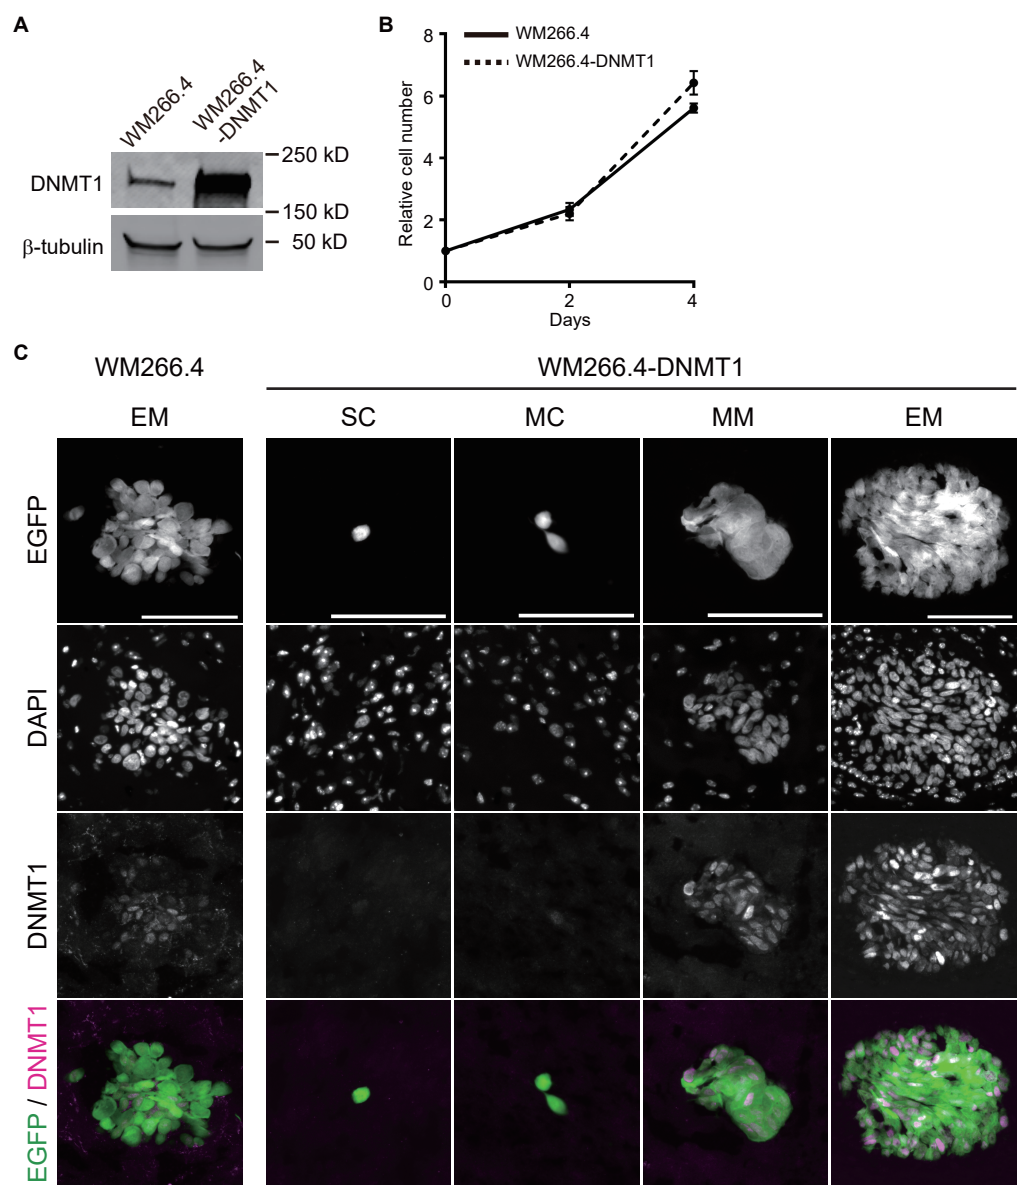 A
WM266.4
WM266.4
-DNMT1
DNMT1
250 kD
150 kD
β-tubulin
50 kD
B
WM266.4
WM266.4-DNMT1
Relative cell number
8
6
4
2
0
0
2
4
Days
C
WM266.4
WM266.4-DNMT1
EM
SC
MC
MM
EM
EGFP
DAPI
DNMT1
EGFP / DNMT1